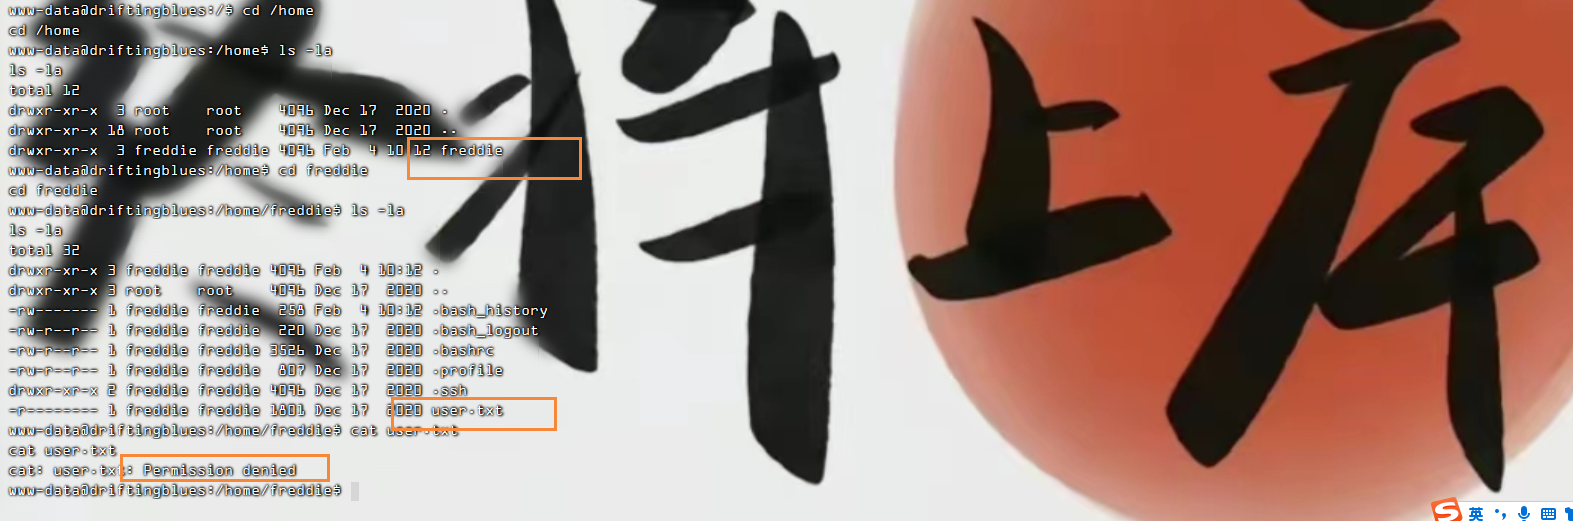 www-data@driftingblues:/$ cd /home
cd /home
www-data@driftingblues:/home$ ls -la
ls -la
total 12
drwxr-xr-x  3 root    root    4096 Dec 17  2020 .
drwxr-xr-x 18 root    root    4096 Dec 17  2020 ..
drwxr-xr-x  3 freddie freddie 4096 Feb  4 10:12 freddie
www-data@driftingblues:/home$ cd freddie
cd freddie
www-data@driftingblues:/home/freddie$ ls -la
ls -la
total 32
drwxr-xr-x 3 freddie freddie 4096 Feb  4 10:12 .
drwxr-xr-x 3 root    root    4096 Dec 17  2020 ..
-rw------- 1 freddie freddie  258 Feb  4 10:12 .bash_history
-rw-r--r-- 1 freddie freddie  220 Dec 17  2020 .bash_logout
-rw-r--r-- 1 freddie freddie 3526 Dec 17  2020 .bashrc
-rw-r--r-- 1 freddie freddie  807 Dec 17  2020 .profile
drwxr-xr-x 2 freddie freddie 4096 Dec 17  2020 .ssh
-r-------- 1 freddie freddie 1801 Dec 17  2020 user.txt
www-data@driftingblues:/home/freddie$ cat user.txt
cat user.txt
cat: user.txt: Permission denied
www-data@driftingblues:/home/freddie$
上岸
英